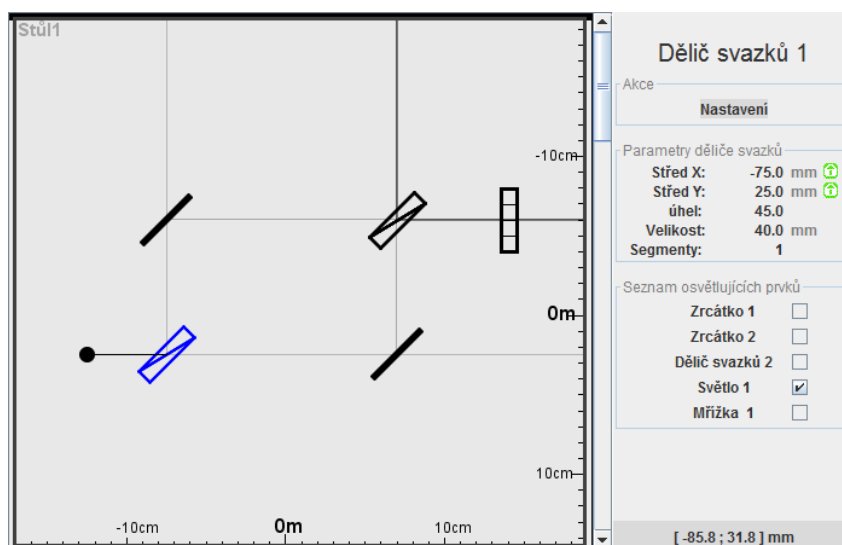 Stůl1
-10cm
0m
10cm
-10cm
0m
10cm
Dělič svazků 1
Akce
Nastavení
Parametry děliče svazků
Střed X: -75.0 mm
Střed Y: 25.0 mm
úhel: 45.0
Velikost: 40.0 mm
Segmenty: 1
Seznam osvětlujících prvků
Zrcátko 1
Zrcátko 2
Dělič svazků 2
Světlo 1
Mřížka 1
[ -85.8 ; 31.8 ] mm